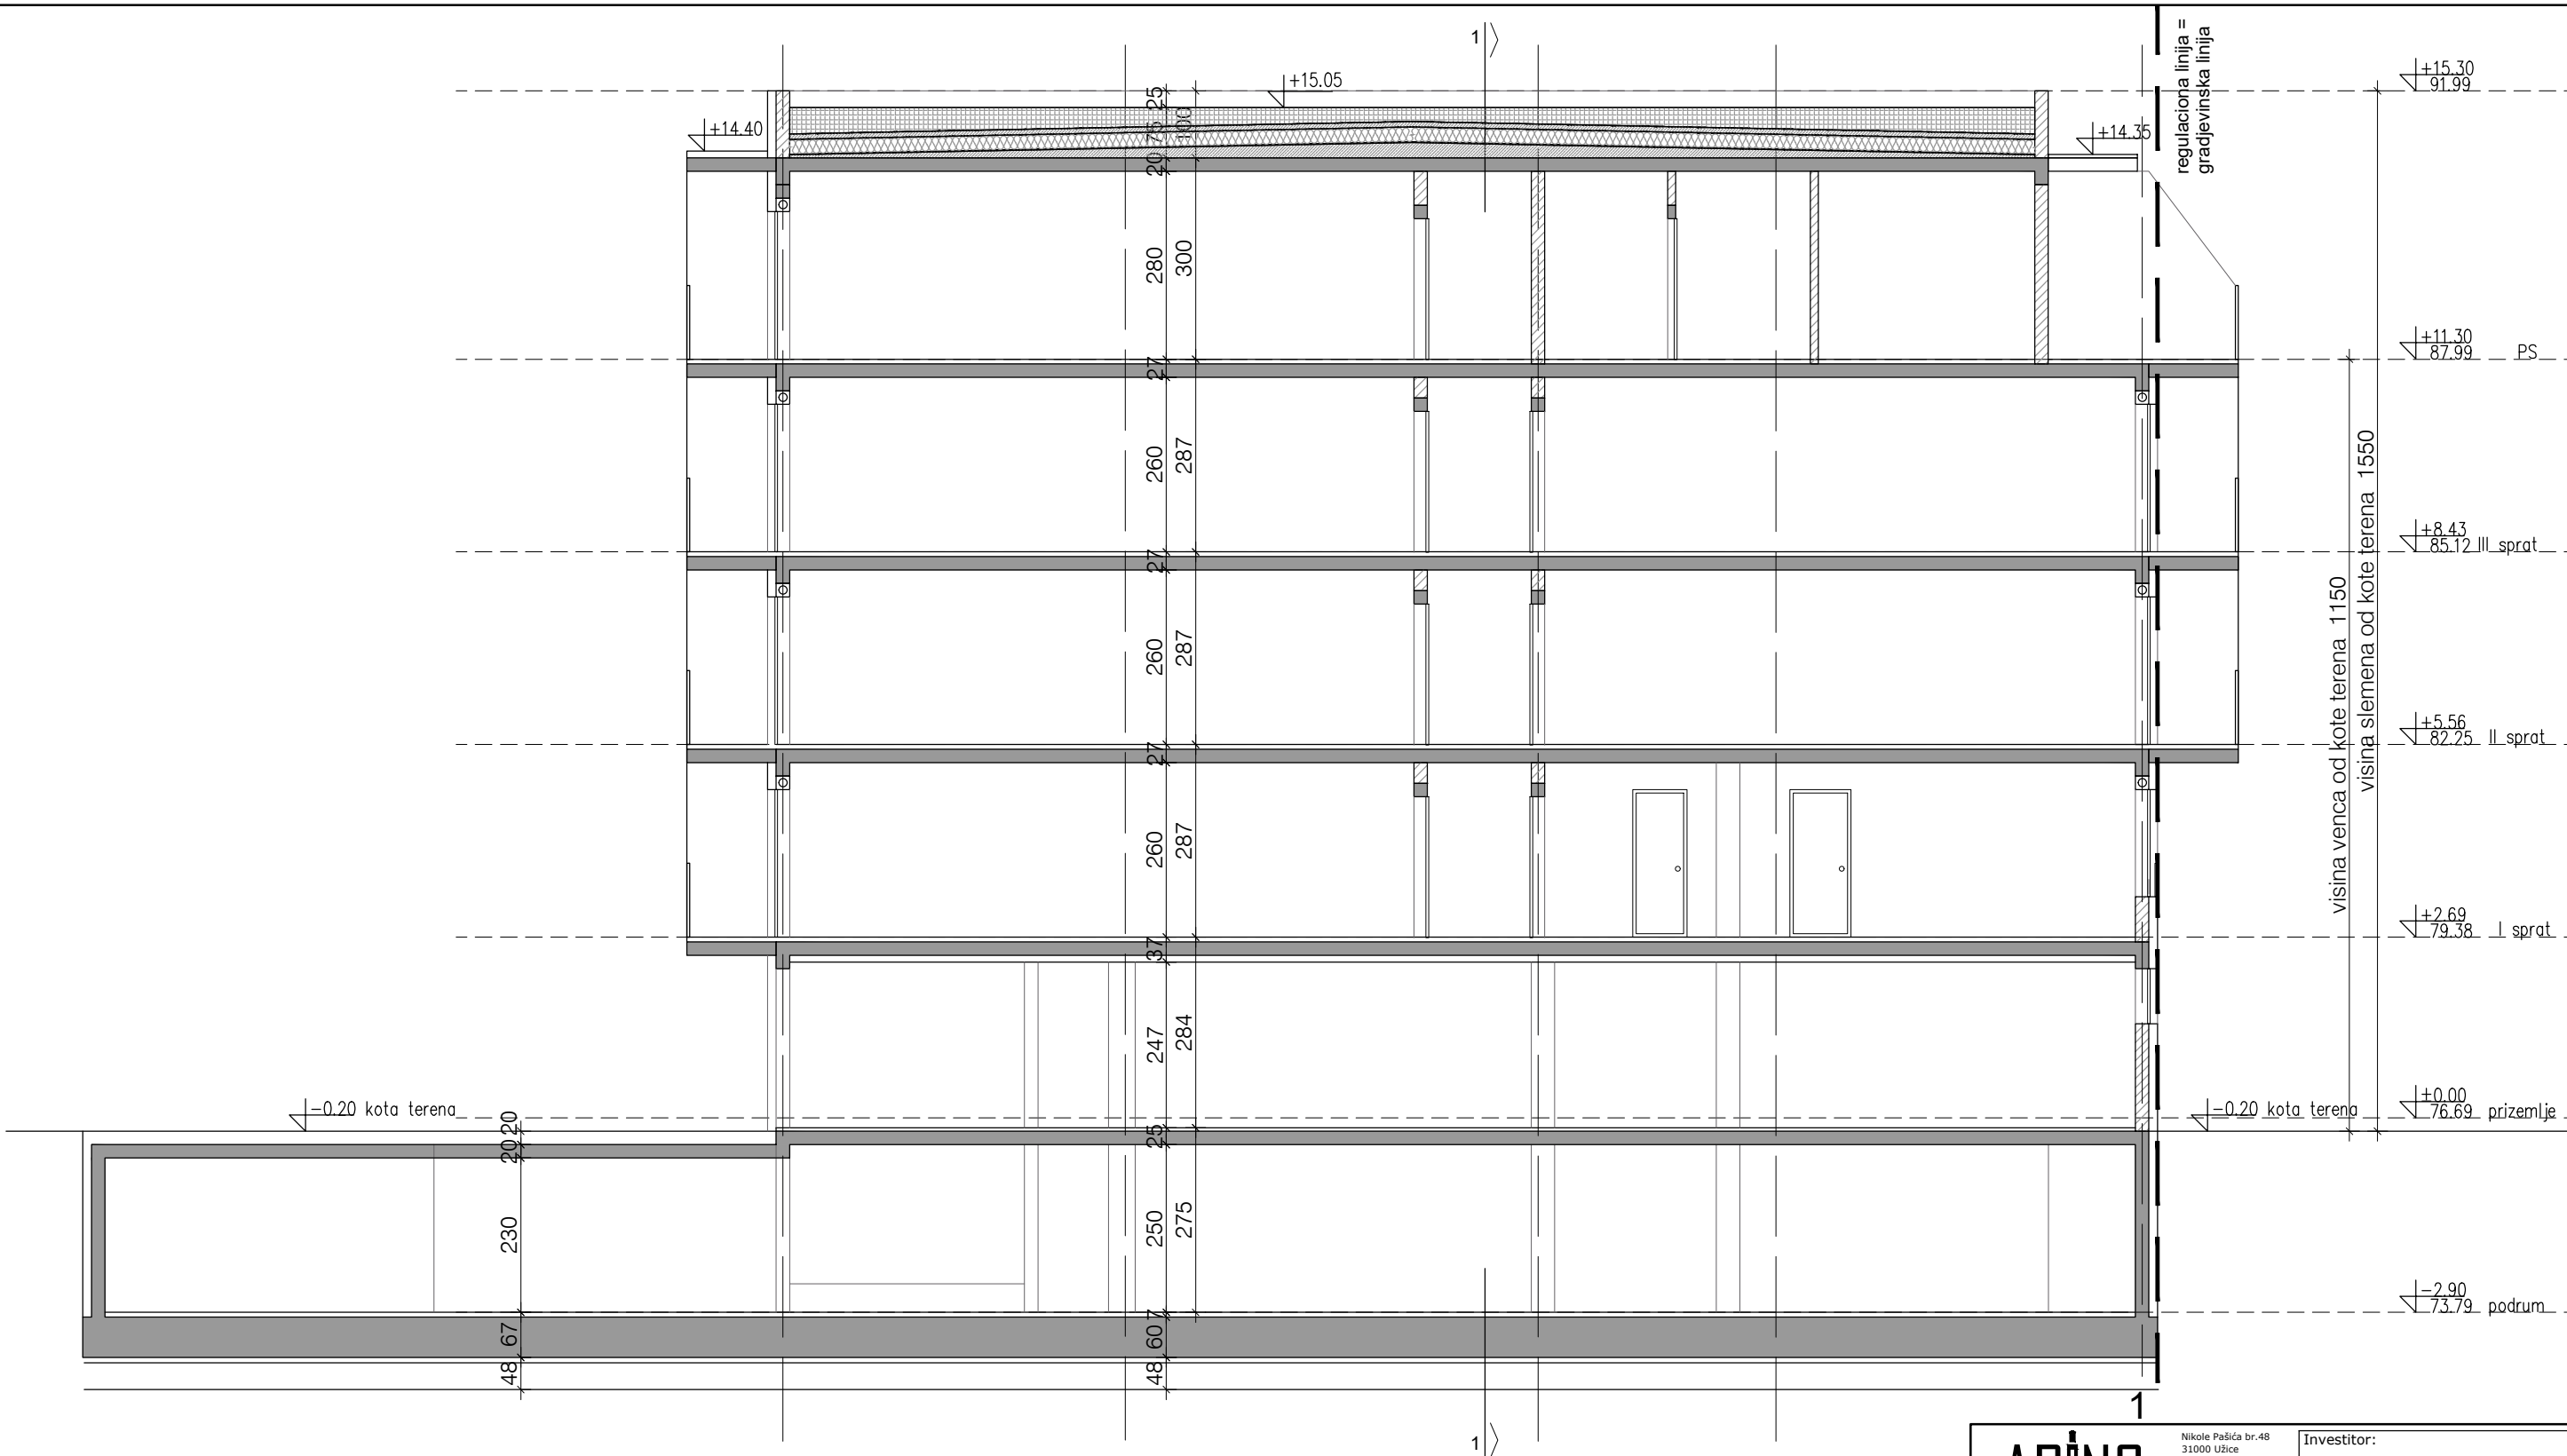 1
regulaciona linija =
gradjevinska linija
+15.30
91.99
+15.05
+14.40
+14.35
25
75
100
20
280
300
+11.30
87.99 PS
27
260
287
+8.43
85.12 III sprat
27
260
287
visina venca od kote terena 1150
visina slemena od kote terena 1550
+5.56
82.25 II sprat
27
260
287
+2.69
79.38 I sprat
37
247
284
-0.20 kota terena
-0.20 kota terena
+0.00
76.69 prizemlje
20
20
25
230
250
275
-2.90
73.79 podrum
7
67
60
48
48
1
1
Nikole Pašića br.48
31000 Užice
Investitor: